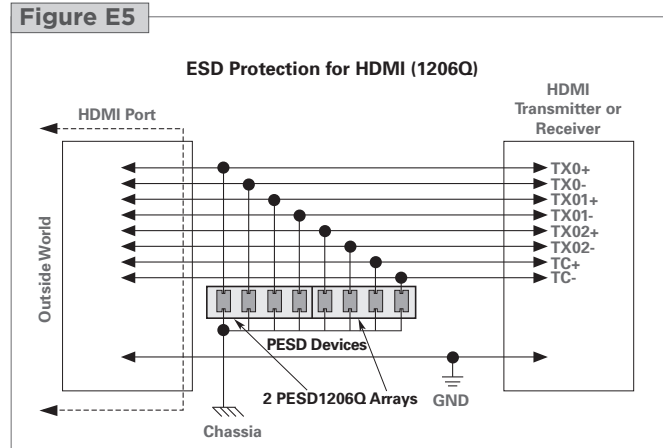 Figure E5
ESD Protection for HDMI (1206Q)
HDMI Port
HDMI
Transmitter or
Receiver
Outside World
TX0+
TX0-
TX01+
TX01-
TX02+
TX02-
TC+
TC-
PESD Devices
2 PESD1206Q Arrays
GND
Chassia